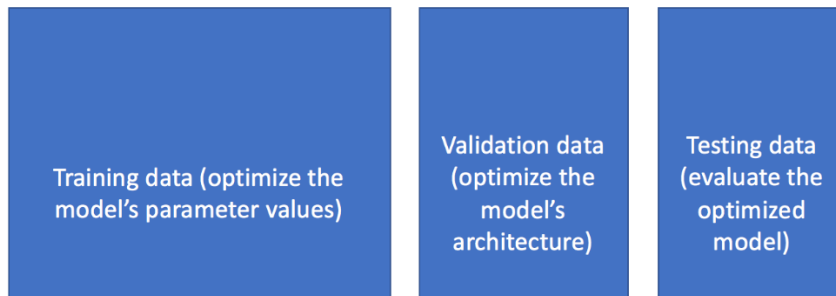 Training data (optimize the
model’s parameter values)
Validation data
(optimize the
model’s
architecture)
Testing data
(evaluate the
optimized
model)